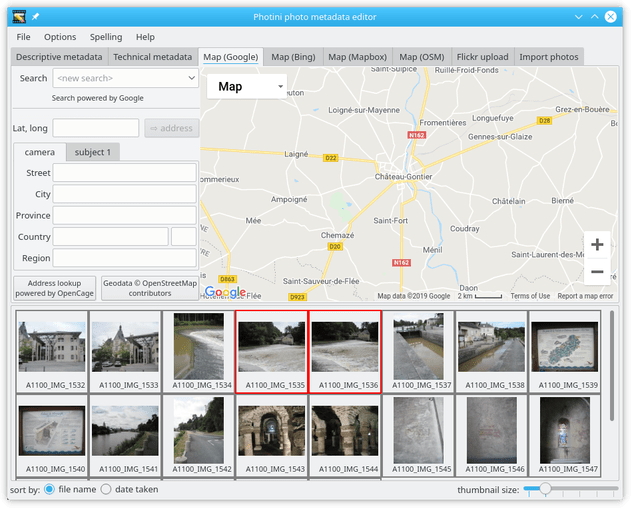 Photini photo metadata editor
File Options Spelling Help
Descriptive metadata Technical metadata Map (Google) Map (Bing) Map (Mapbox) Map (OSM) Flickr upload Import photos
Search <new search>
Search powered by Google
Lat, long ⇨ address
camera subject 1
Street
City
Province
Country
Region
Address lookup powered by OpenCage
Geodata © OpenStreetMap contributors
Map
Saint-Sulpice
Ruillé-Froid-Fonds
Loigné-sur-Mayenne
Grez-en-Bouère
Fromentières
Longuefuye
D28
N162
Gennes-sur-Glaize
Laigné
D22
Château-Gontier
Châtelain
Bierné
Mée
Saint-Fort
Coudray
Chemazé
D20
Ménil
Saint-Laurent-des-M
N162
Daon
D863
Saint-Sauveur-de-Flée
D923
Google
Map data ©2019 Google 2 km Terms of Use Report a map error
A1100_IMG_1532 A1100_IMG_1533 A1100_IMG_1534 A1100_IMG_1535 A1100_IMG_1536 A1100_IMG_1537 A1100_IMG_1538 A1100_IMG_1539
A1100_IMG_1540 A1100_IMG_1541 A1100_IMG_1542 A1100_IMG_1543 A1100_IMG_1544 A1100_IMG_1545 A1100_IMG_1546 A1100_IMG_1547
sort by: file name date taken thumbnail size: